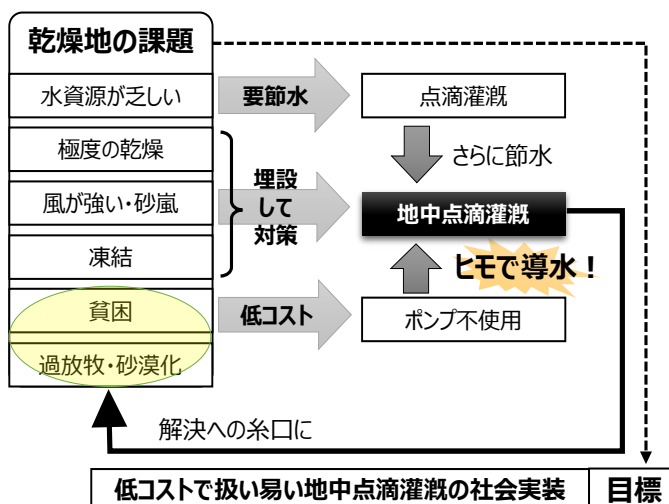 乾燥地の課題
水資源が乏しい
要節水
点滴灌漑
極度の乾燥
さらに節水
風が強い・砂嵐
埋設
して
対策
地中点滴灌漑
凍結
ヒモで導水！
貧困
低コスト
ポンプ不使用
過放牧・砂漠化
解決への糸口に
低コストで扱い易い地中点滴灌漑の社会実装
目標